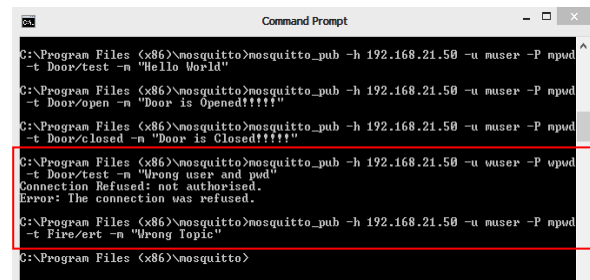 Command Prompt
C:\Program Files (x86)\mosquitto>mosquitto_pub -h 192.168.21.50 -u muser -P mpwd
-t Door/test -m "Hello World"
C:\Program Files (x86)\mosquitto>mosquitto_pub -h 192.168.21.50 -u muser -P mpwd
-t Door/open -m "Door is Opened!!!!!"
C:\Program Files (x86)\mosquitto>mosquitto_pub -h 192.168.21.50 -u muser -P mpwd
-t Door/closed -m "Door is Closed!!!!!"
C:\Program Files (x86)\mosquitto>mosquitto_pub -h 192.168.21.50 -u wuser -P wpwd
-t Door/test -m "Wrong user and pwd"
Connection Refused: not authorised.
Error: The connection was refused.
C:\Program Files (x86)\mosquitto>mosquitto_pub -h 192.168.21.50 -u muser -P mpwd
-t Fire/ert -m "Wrong Topic"
C:\Program Files (x86)\mosquitto>